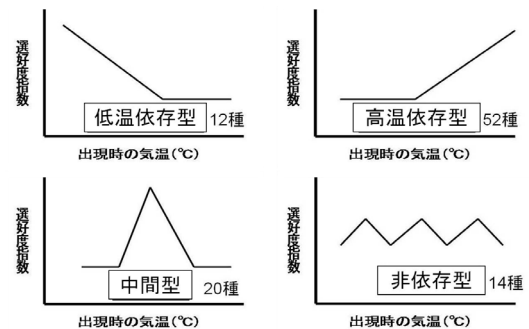 選好度指数
低温依存型 12種
出現時の気温(℃)
選好度指数
高温依存型 52種
出現時の気温(℃)
選好度指数
中間型 20種
出現時の気温(℃)
選好度指数
非依存型 14種
出現時の気温(℃)